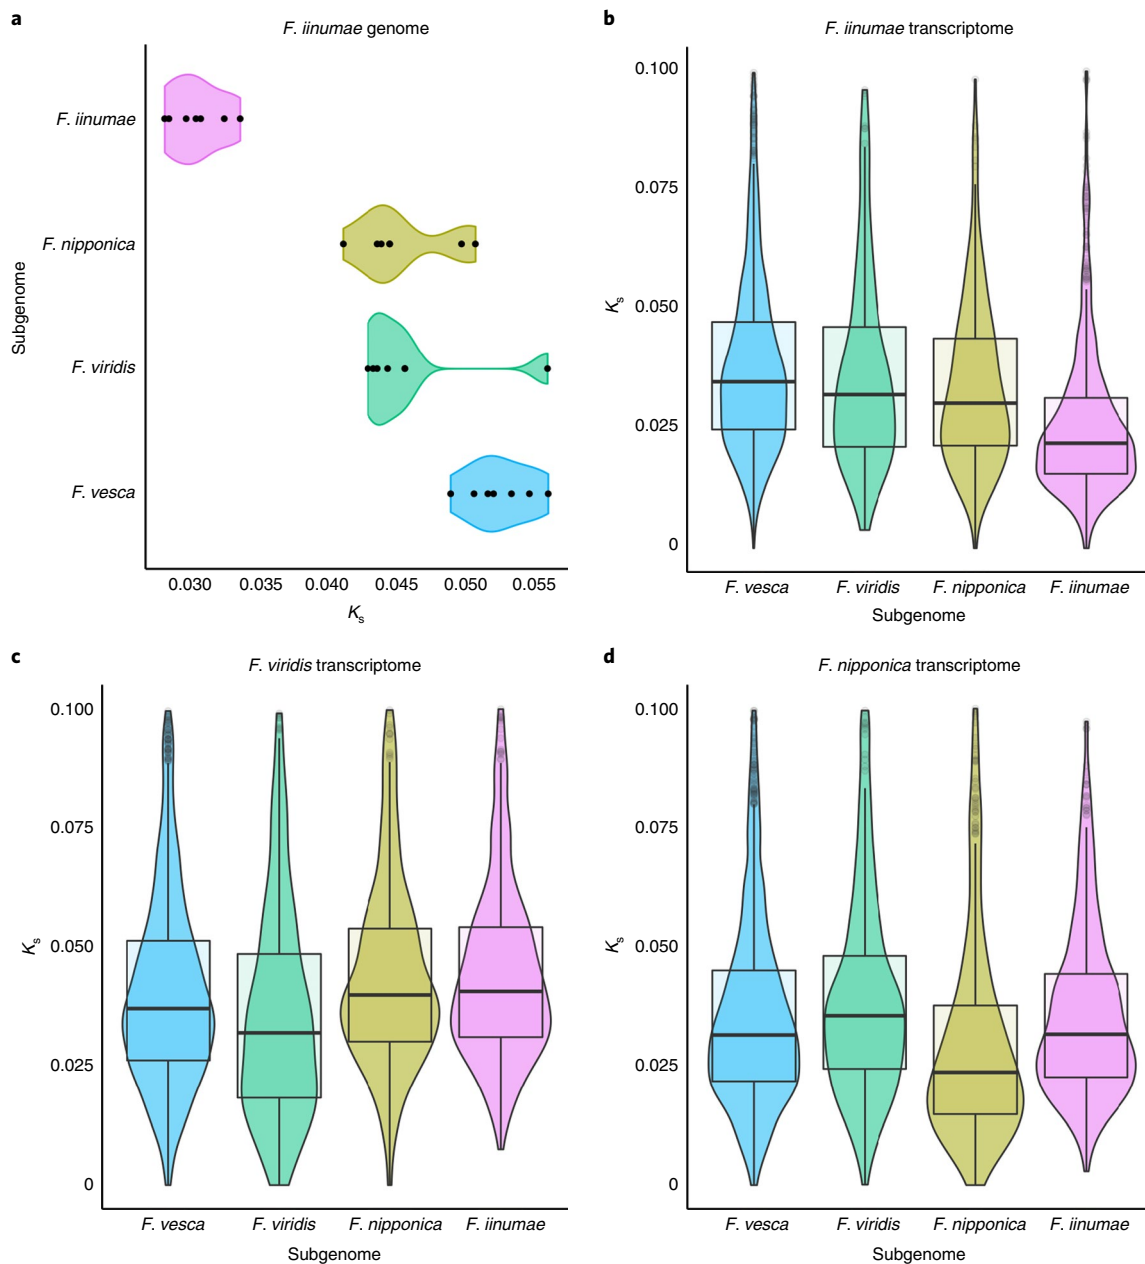 a
F. iinumae genome
Subgenome
F. iinumae
F. nipponica
F. viridis
F. vesca
0.030 0.035 0.040 0.045 0.050 0.055
Ks
b
F. iinumae transcriptome
Ks
0.100
0.075
0.050
0.025
0
F. vesca F. viridis F. nipponica F. iinumae
Subgenome
c
F. viridis transcriptome
Ks
0.100
0.075
0.050
0.025
0
F. vesca F. viridis F. nipponica F. iinumae
Subgenome
d
F. nipponica transcriptome
Ks
0.100
0.075
0.050
0.025
0
F. vesca F. viridis F. nipponica F. iinumae
Subgenome